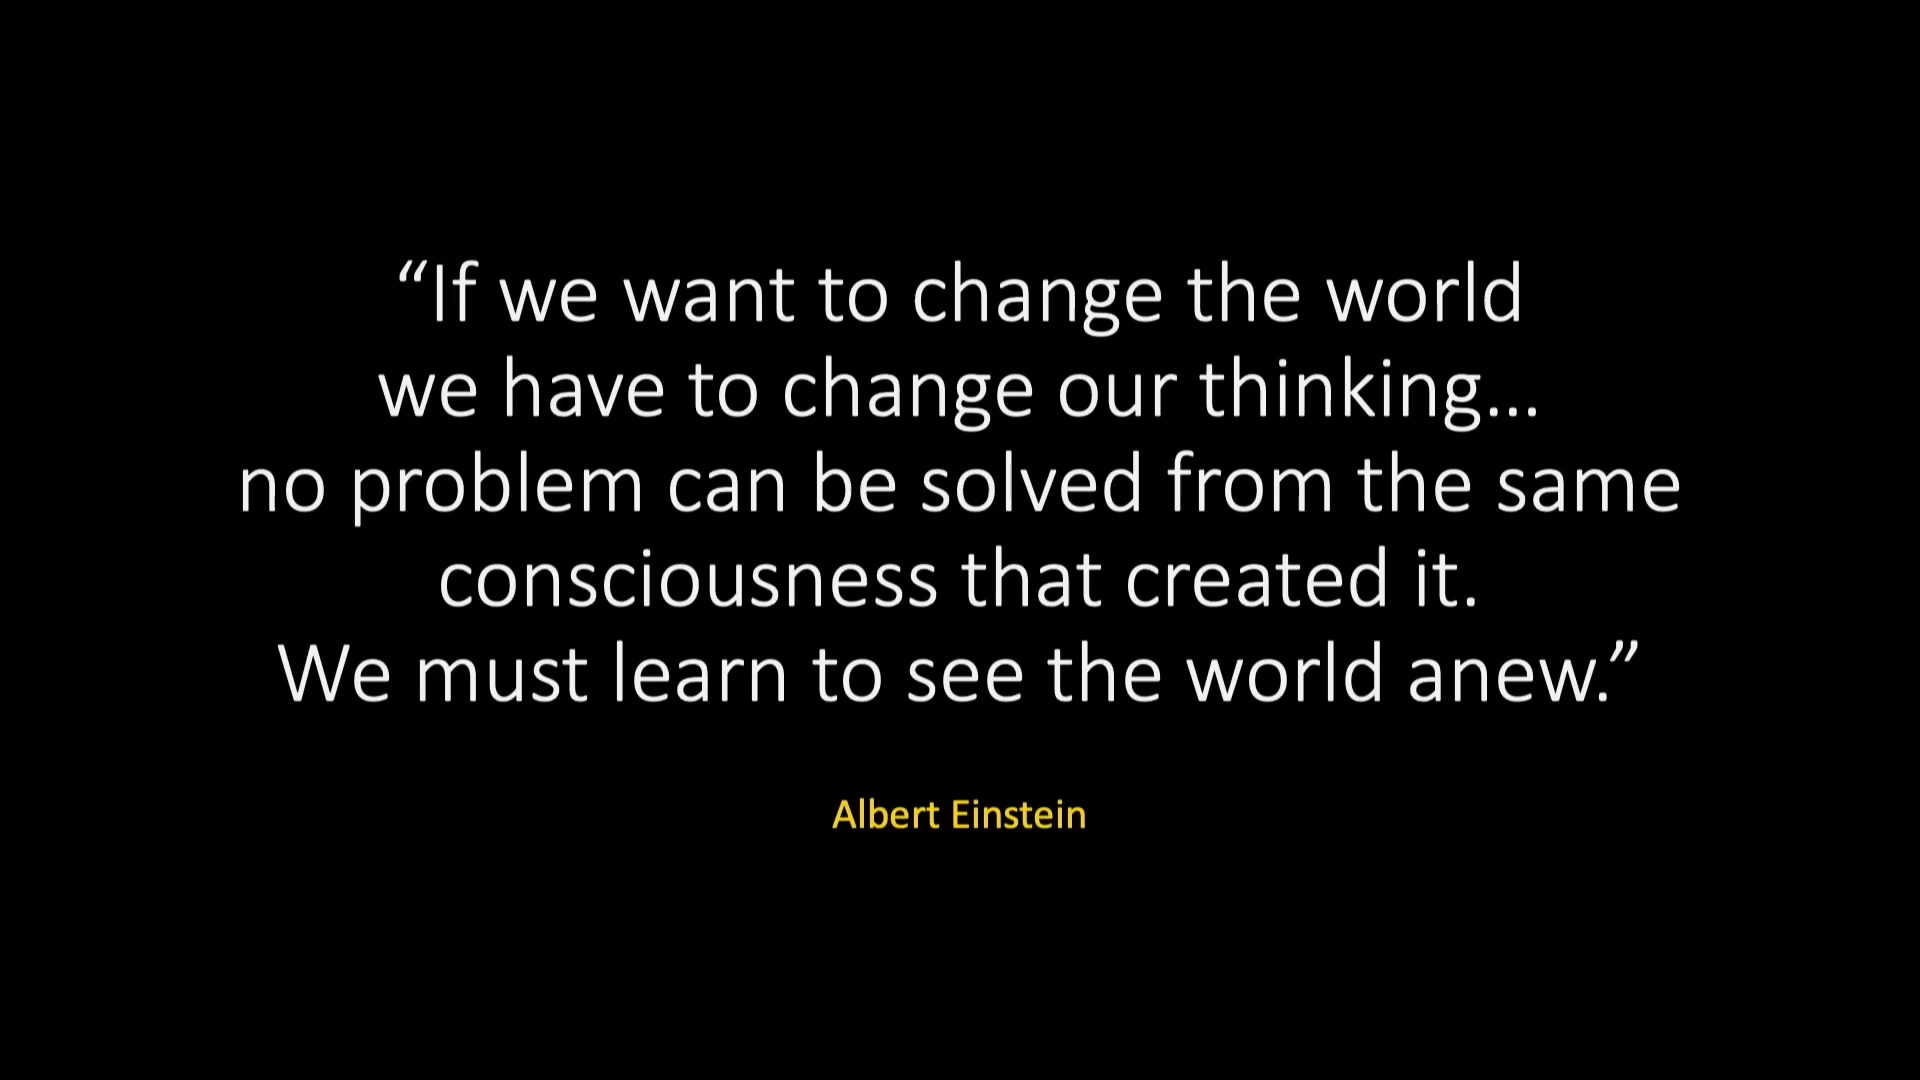 “If we want to change the world
we have to change our thinking...
no problem can be solved from the same
consciousness that created it.
We must learn to see the world anew.”
Albert Einstein